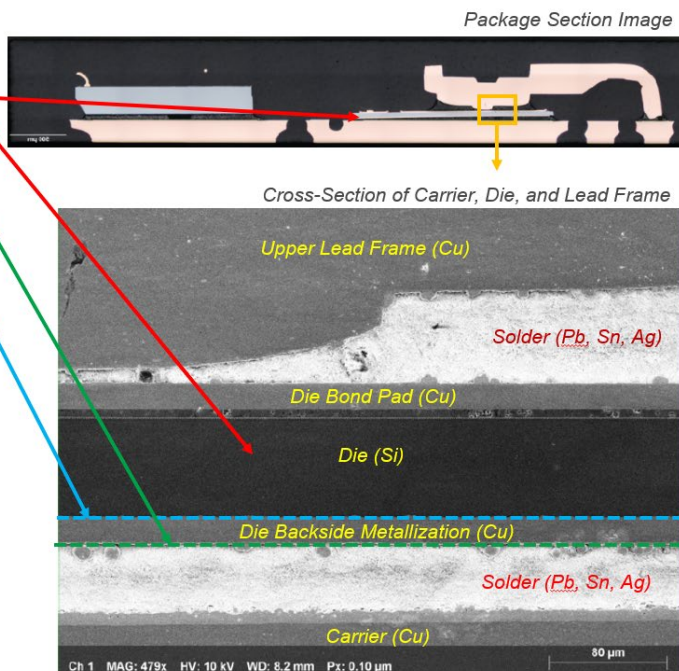 Package Section Image
500 µm
Cross-Section of Carrier, Die, and Lead Frame
Upper Lead Frame (Cu)
Solder (Pb, Sn, Ag)
Die Bond Pad (Cu)
Die (Si)
Die Backside Metallization (Cu)
Solder (Pb, Sn, Ag)
Carrier (Cu)
Ch 1 MAG: 479x HV: 10 kV WD: 8.2 mm Px: 0.10 µm
80 µm